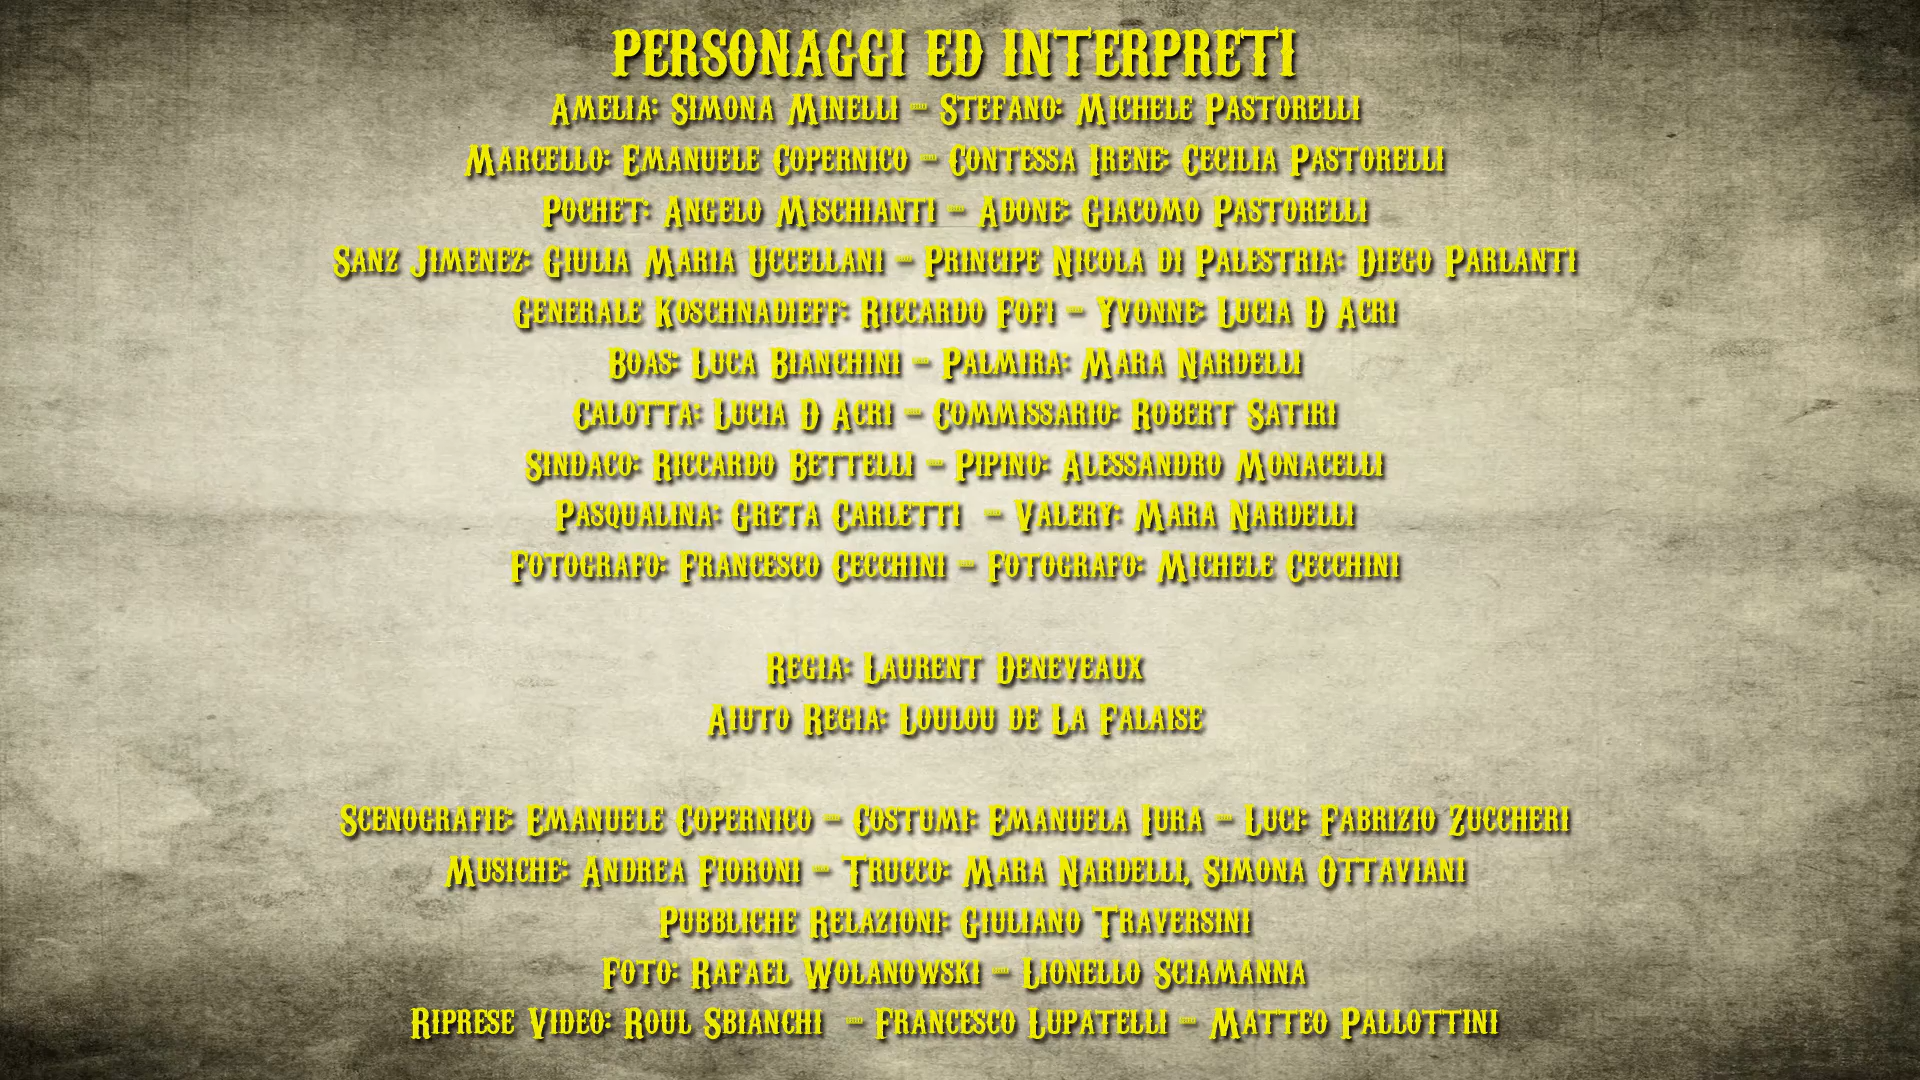 PERSONAGGI ED INTERPRETI
Amelia: Simona Minelli - Stefano: Michele Pastorelli
Marcello: Emanuele Copernico - Contessa Irene: Cecilia Pastorelli
Pochet: Angelo Mischianti - Adone: Giacomo Pastorelli
Sanz Jimenez: Giulia Maria Uccellani - Principe Nicola di Palestria: Diego Parlanti
Generale Koschnadieff: Riccardo Fofi - Yvonne: Lucia D Acri
Boas: Luca Bianchini - Palmira: Mara Nardelli
Calotta: Lucia D Acri - Commissario: Robert Satiri
Sindaco: Riccardo Bettelli - Pipino: Alessandro Monacelli
Pasqualina: Greta Carletti - Valery: Mara Nardelli
Fotografo: Francesco Cecchini - Fotografo: Michele Cecchini
Regia: Laurent Deneveaux
Aiuto Regia: Loulou de La Falaise
Scenografie: Emanuele Copernico - Costumi: Emanuela Iura - Luci: Fabrizio Zuccheri
Musiche: Andrea Fioroni - Trucco: Mara Nardelli, Simona Ottaviani
Pubbliche Relazioni: Giuliano Traversini
Foto: Rafael Wolanowski - Lionello Sciamanna
Riprese Video: Roul Sbianchi - Francesco Lupatelli - Matteo Pallottini